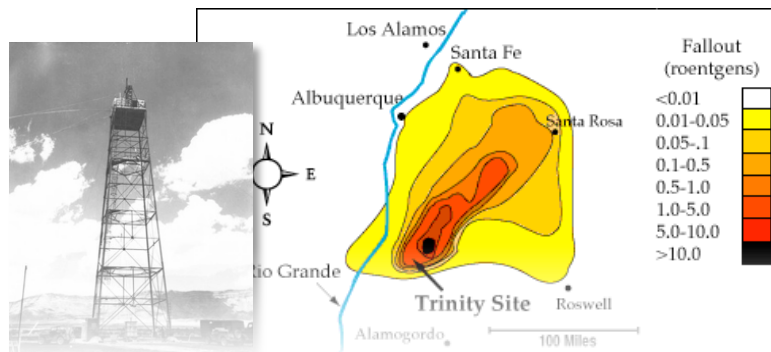 Los Alamos
Santa Fe
Albuquerque
Santa Rosa
N
E
S
Rio Grande
Trinity Site
Roswell
Alamogordo
100 Miles
Fallout
(roentgens)
<0.01
0.01-0.05
0.05-.1
0.1-0.5
0.5-1.0
1.0-5.0
5.0-10.0
>10.0